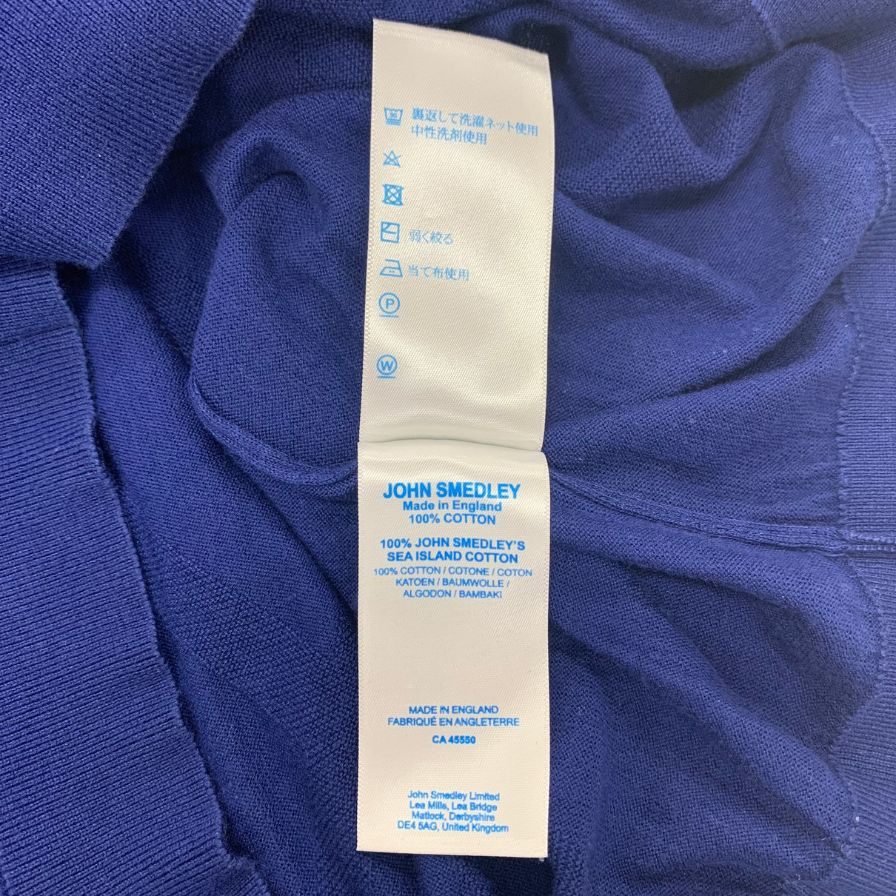 裏返して洗濯ネット使用
中性洗剤使用
弱く絞る
当て布使用
P
W
JOHN SMEDLEY
Made in England
100% COTTON
100% JOHN SMEDLEY'S
SEA ISLAND COTTON
100% COTTON / COTONE / COTON
KATOEN / BAUMWOLLE /
ALGODON / BAMBAKI
MADE IN ENGLAND
FABRIQUÉ EN ANGLETERRE
CA 45550
John Smedley Limited
Lea Mills, Lea Bridge
Matlock, Derbyshire
DE4 5AG, United Kingdom